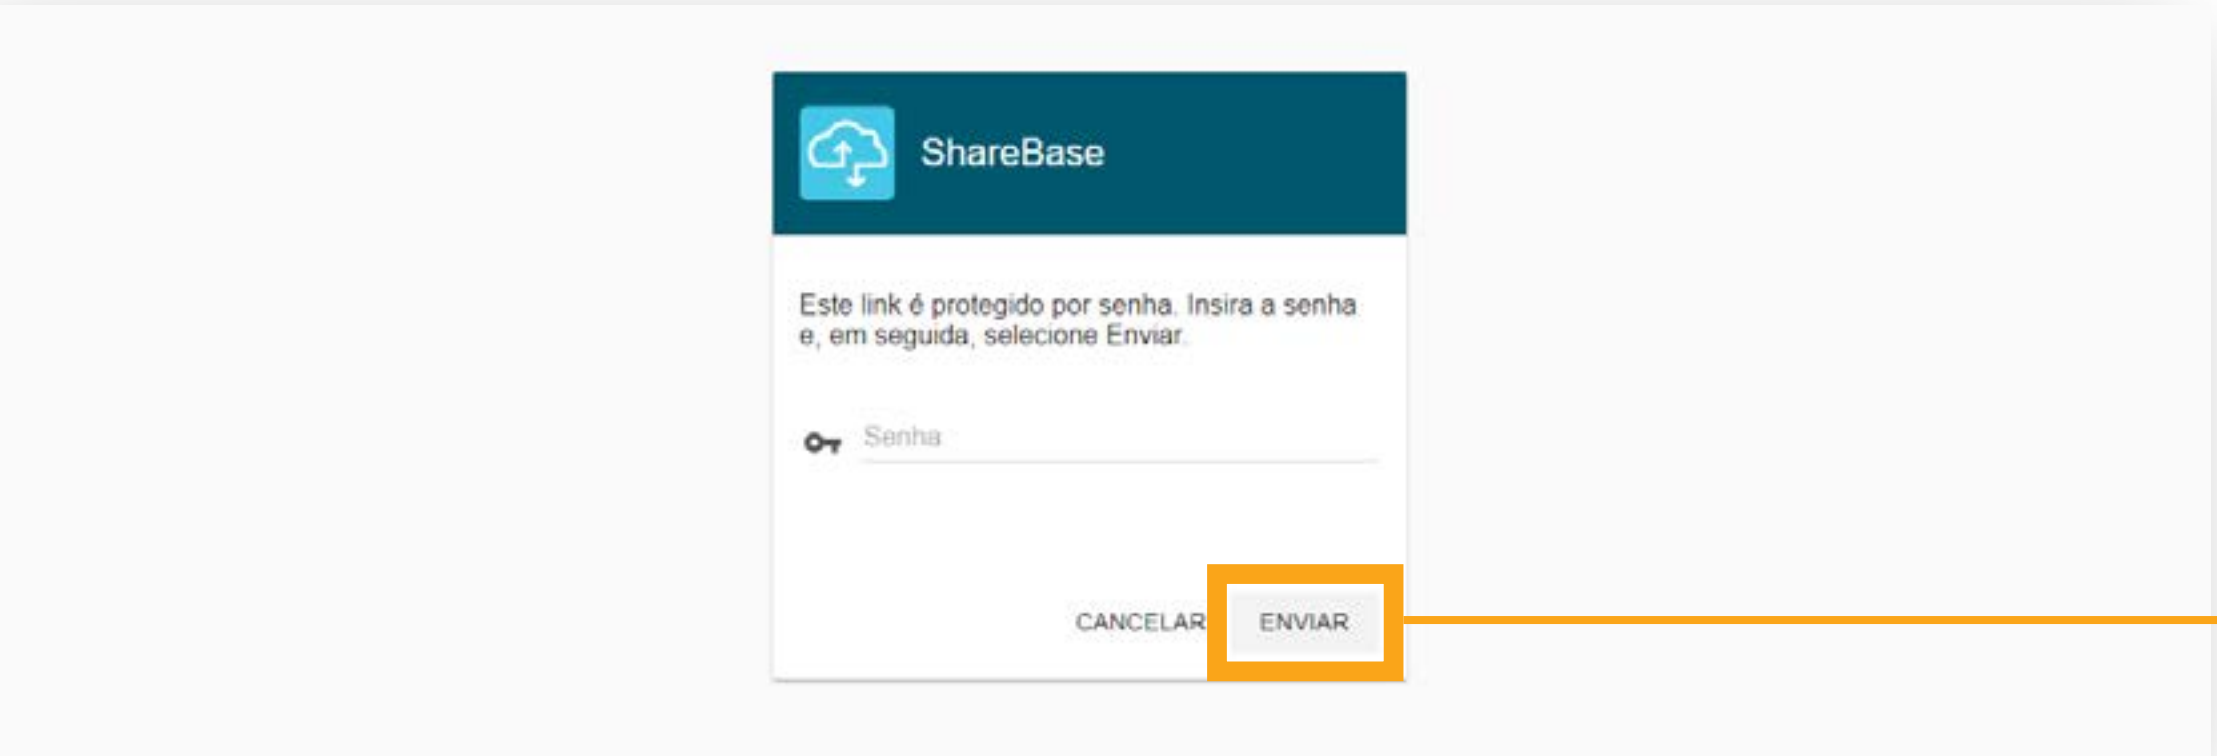 ShareBase
Este link é protegido por senha. Insira a senha
e, em seguida, selecione Enviar.
Senha
CANCELAR ENVIAR